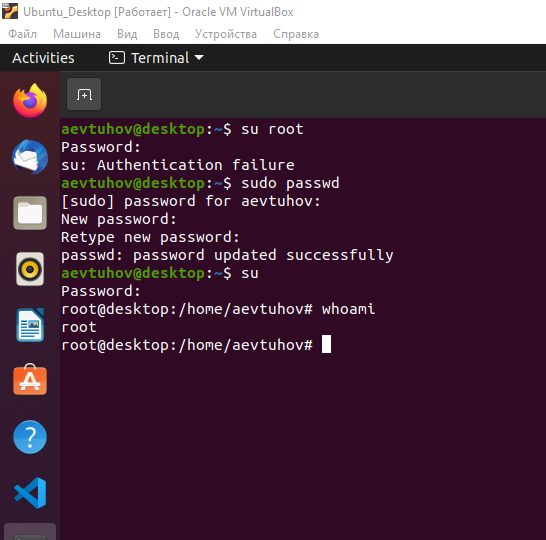 Ubuntu_Desktop [Работает] - Oracle VM VirtualBox
Файл Машина Вид Ввод Устройства Справка
Activities Terminal
aevtuhov@desktop:~$ su root
Password:
su: Authentication failure
aevtuhov@desktop:~$ sudo passwd
[sudo] password for aevtuhov:
New password:
Retype new password:
passwd: password updated successfully
aevtuhov@desktop:~$ su
Password:
root@desktop:/home/aevtuhov# whoami
root
root@desktop:/home/aevtuhov#